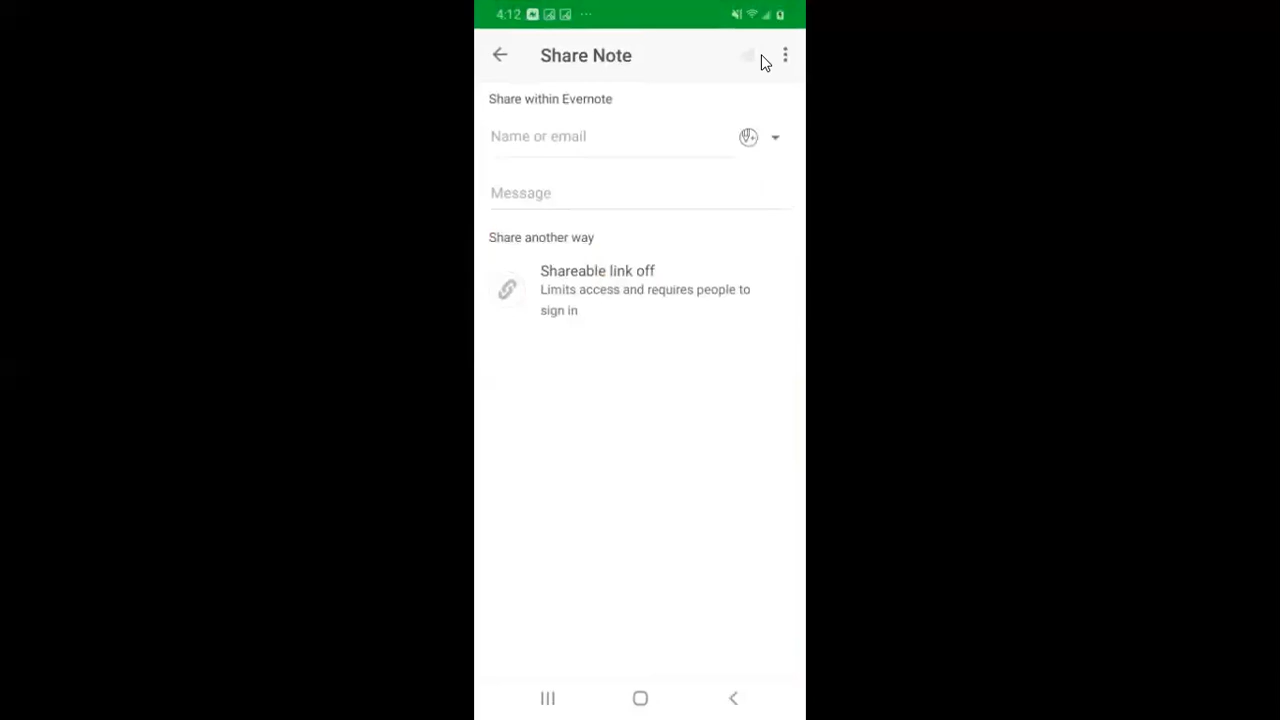 4:12
Share Note
Share within Evernote
Name or email
Message
Share another way
Shareable link off
Limits access and requires people to
sign in